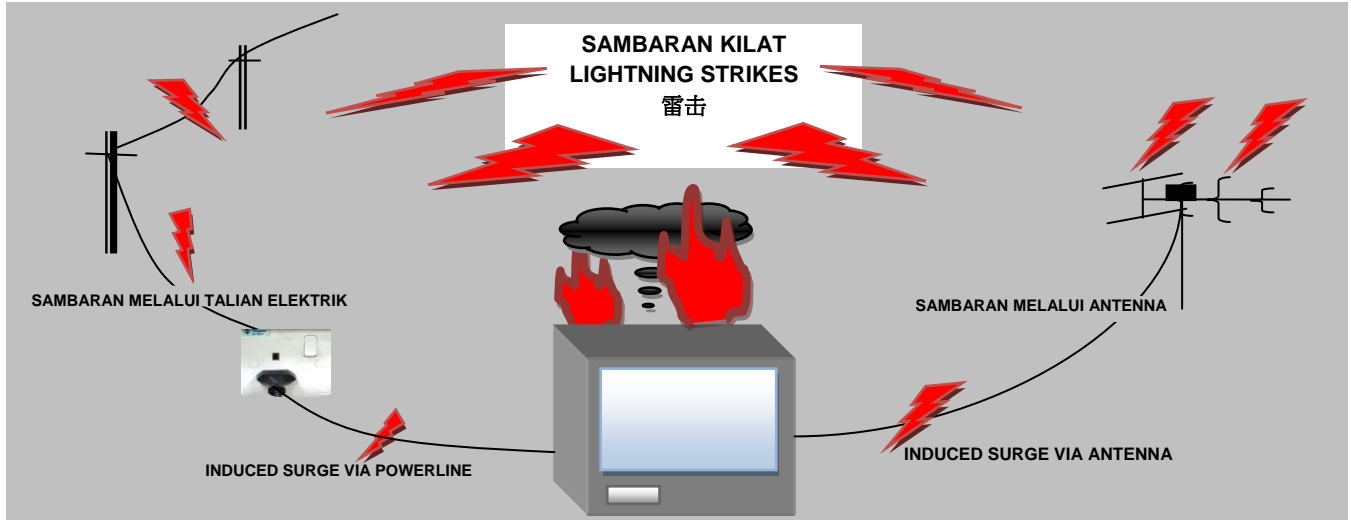 SAMBARAN KILAT
LIGHTNING STRIKES
雷击
SAMBARAN MELALUI TALIAN ELEKTRIK
SAMBARAN MELALUI ANTENNA
INDUCED SURGE VIA POWERLINE
INDUCED SURGE VIA ANTENNA